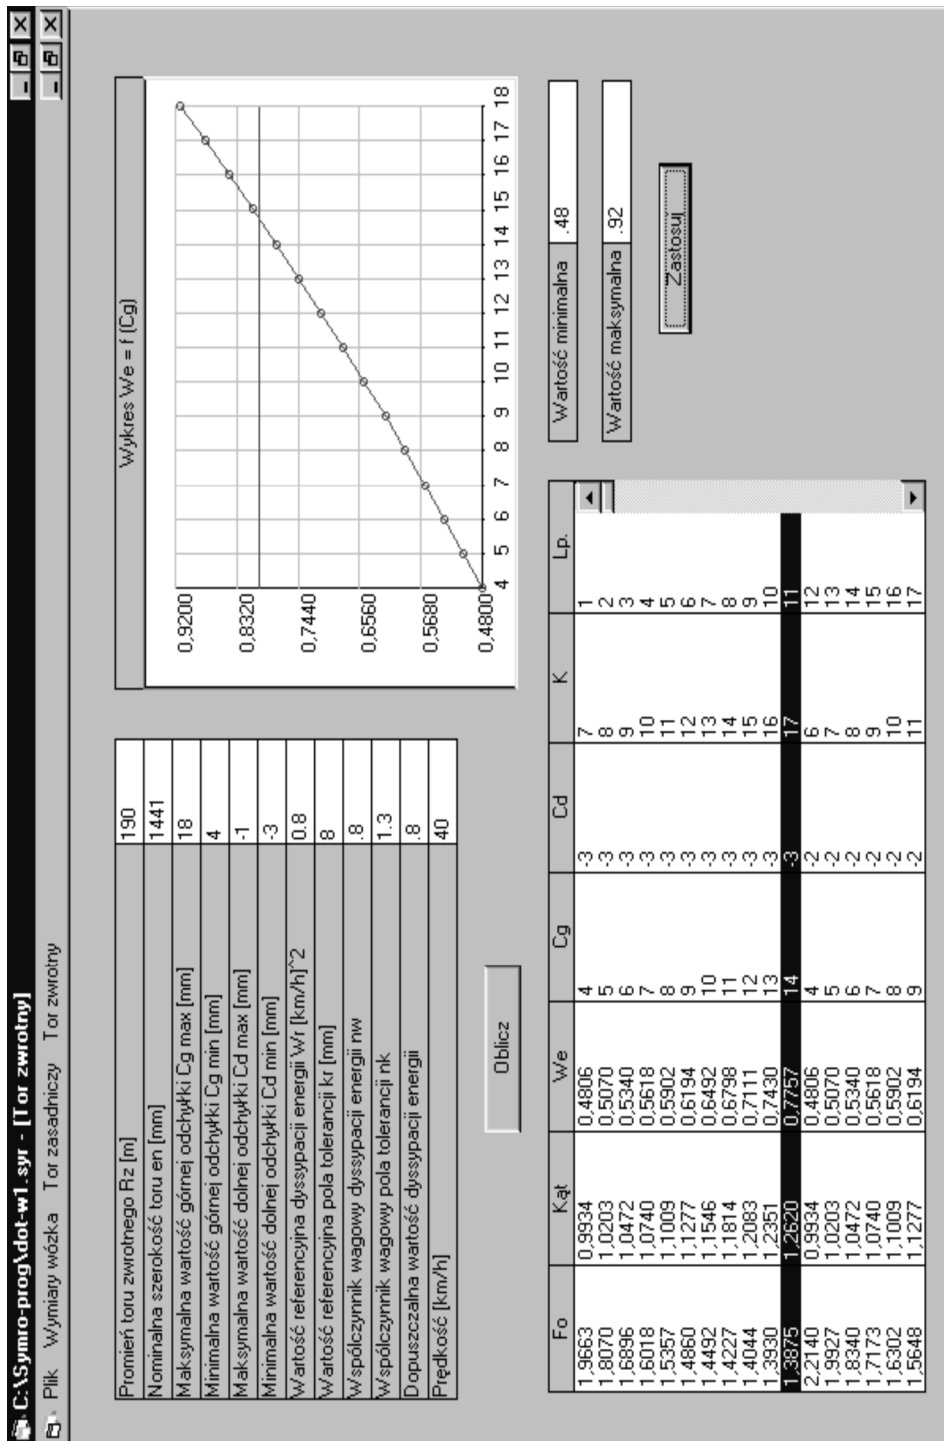 C:\Symro-prog\dot-w1.syr - [Tor zwrotny]
Plik Wymiary wózka Tor zasadniczy Tor zwrotny
Promień toru zwrotnego Rz [m] 190
Nominalna szerokość toru en [mm] 1441
Maksymalna wartość górnej odchyłki Cg max [mm] 18
Minimalna wartość górnej odchyłki Cg min [mm] 4
Maksymalna wartość dolnej odchyłki Cd max [mm] -1
Minimalna wartość dolnej odchyłki Cd min [mm] -3
Wartość referencyjna dyssypacji energii Wr [km/h]^2 0.8
Wartość referencyjna pola tolerancji kr [mm] 8
Współczynnik wagowy dyssypacji energii nw .8
Współczynnik wagowy pola tolerancji nk 1.3
Dopuszczalna wartość dyssypacji energii .8
Prędkość [km/h] 40
Oblicz
Wykres We = f (Cg)
0,9200
0,8320
0,7440
0,6560
0,5680
0,4800
4 5 6 7 8 9 10 11 12 13 14 15 16 17 18
Fo Kąt We Cg Cd K Lp.
1,9663 0,9934 0,4806 4 -3 7 1
1,8070 1,0203 0,5070 5 -3 8 2
1,6896 1,0472 0,5340 6 -3 9 3
1,6018 1,0740 0,5618 7 -3 10 4
1,5357 1,1009 0,5902 8 -3 11 5
1,4860 1,1277 0,6194 9 -3 12 6
1,4492 1,1546 0,6492 10 -3 13 7
1,4227 1,1814 0,6798 11 -3 14 8
1,4044 1,2083 0,7111 12 -3 15 9
1,3930 1,2351 0,7430 13 -3 16 10
1,3875 1,2620 0,7757 14 -3 17 11
2,2140 0,9934 0,4806 4 -2 6 12
1,9927 1,0203 0,5070 5 -2 7 13
1,8340 1,0472 0,5340 6 -2 8 14
1,7173 1,0740 0,5618 7 -2 9 15
1,6302 1,1009 0,5902 8 -2 10 16
1,5648 1,1277 0,6194 9 -2 11 17
Wartość minimalna .48
Wartość maksymalna .92
Zastosuj